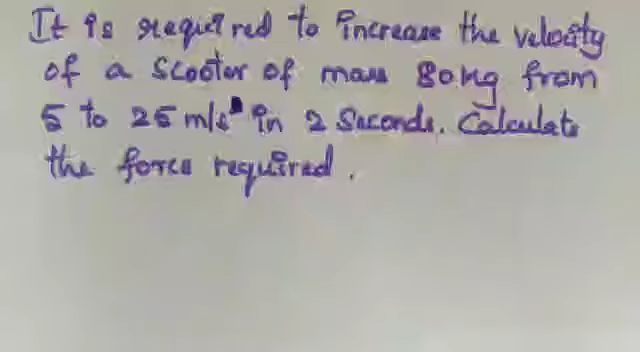 It is required to increase the velocity
of a scooter of mass 80kg from
5 to 25 m/s in 2 Seconds. Calculate
the force required.